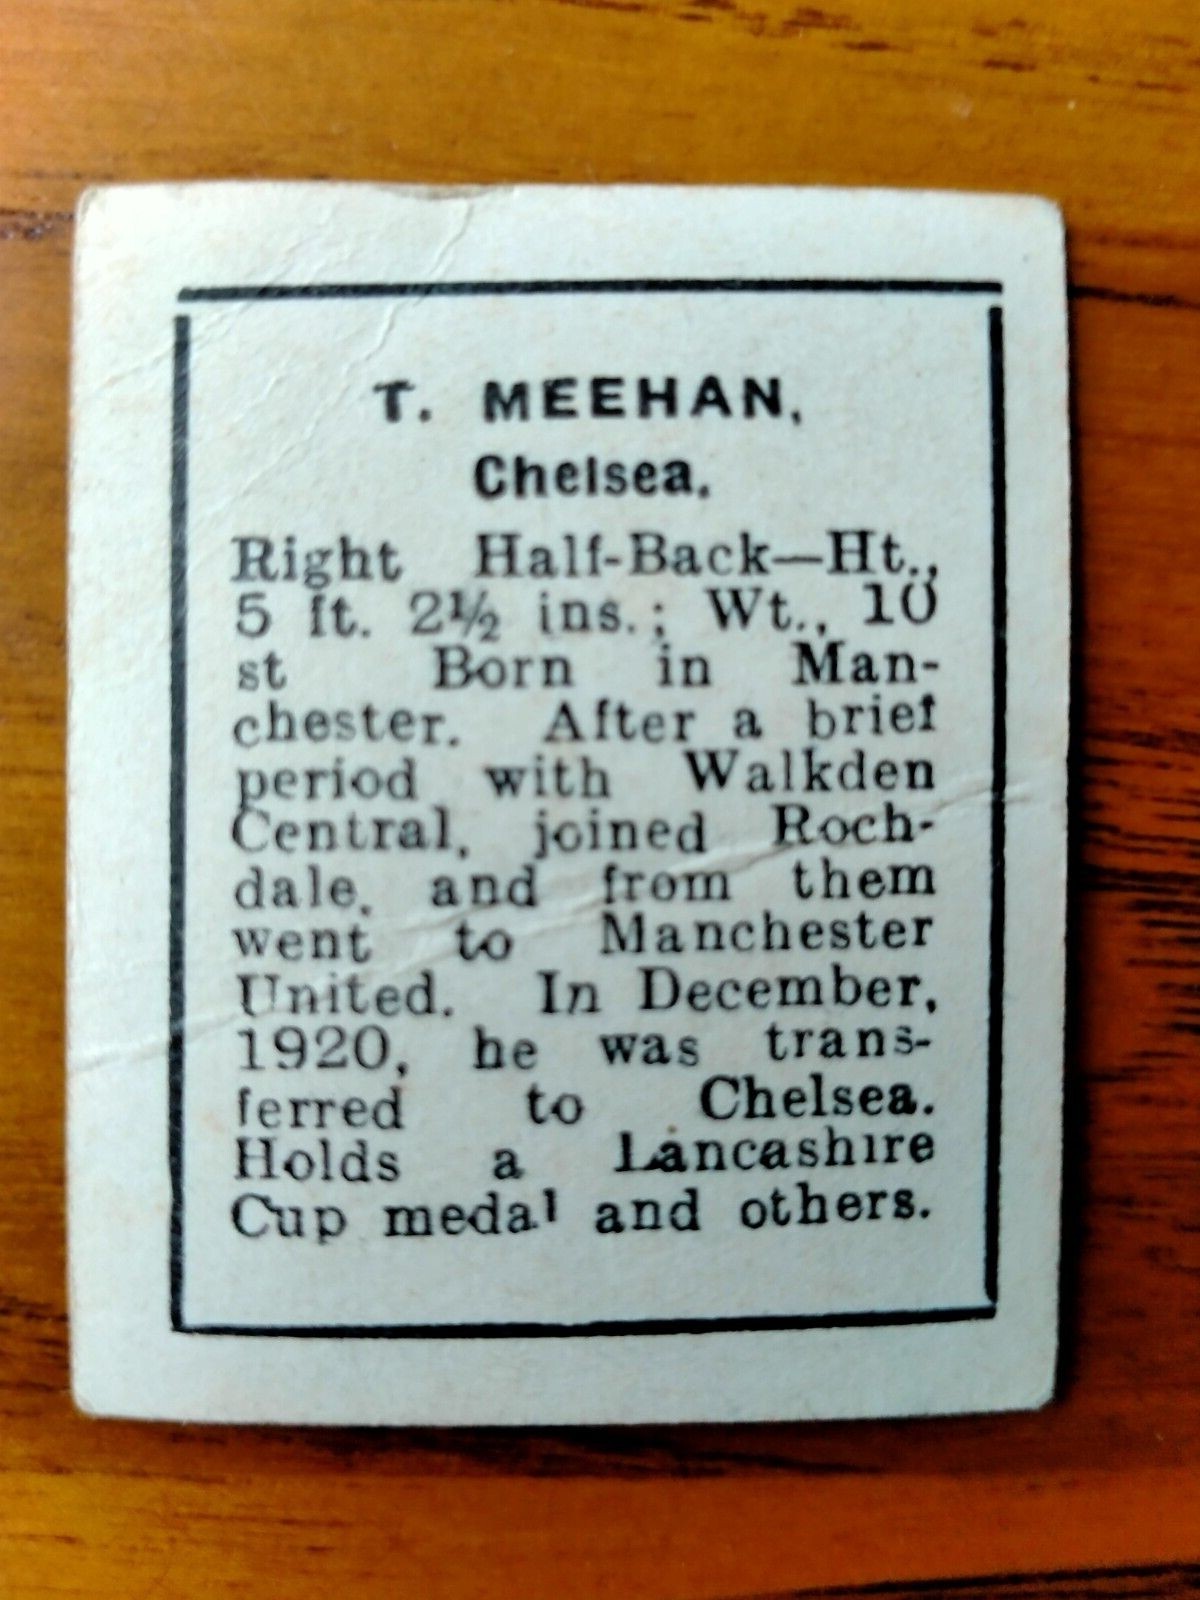 T. MEEHAN,
Chelsea.
Right Half-Back—Ht.,
5 ft. 2½ ins.; Wt., 10
st Born in Man-
chester. After a brief
period with Walkden
Central, joined Roch-
dale, and from them
went to Manchester
United. In December,
1920, he was trans-
ferred to Chelsea.
Holds a Lancashire
Cup medal and others.